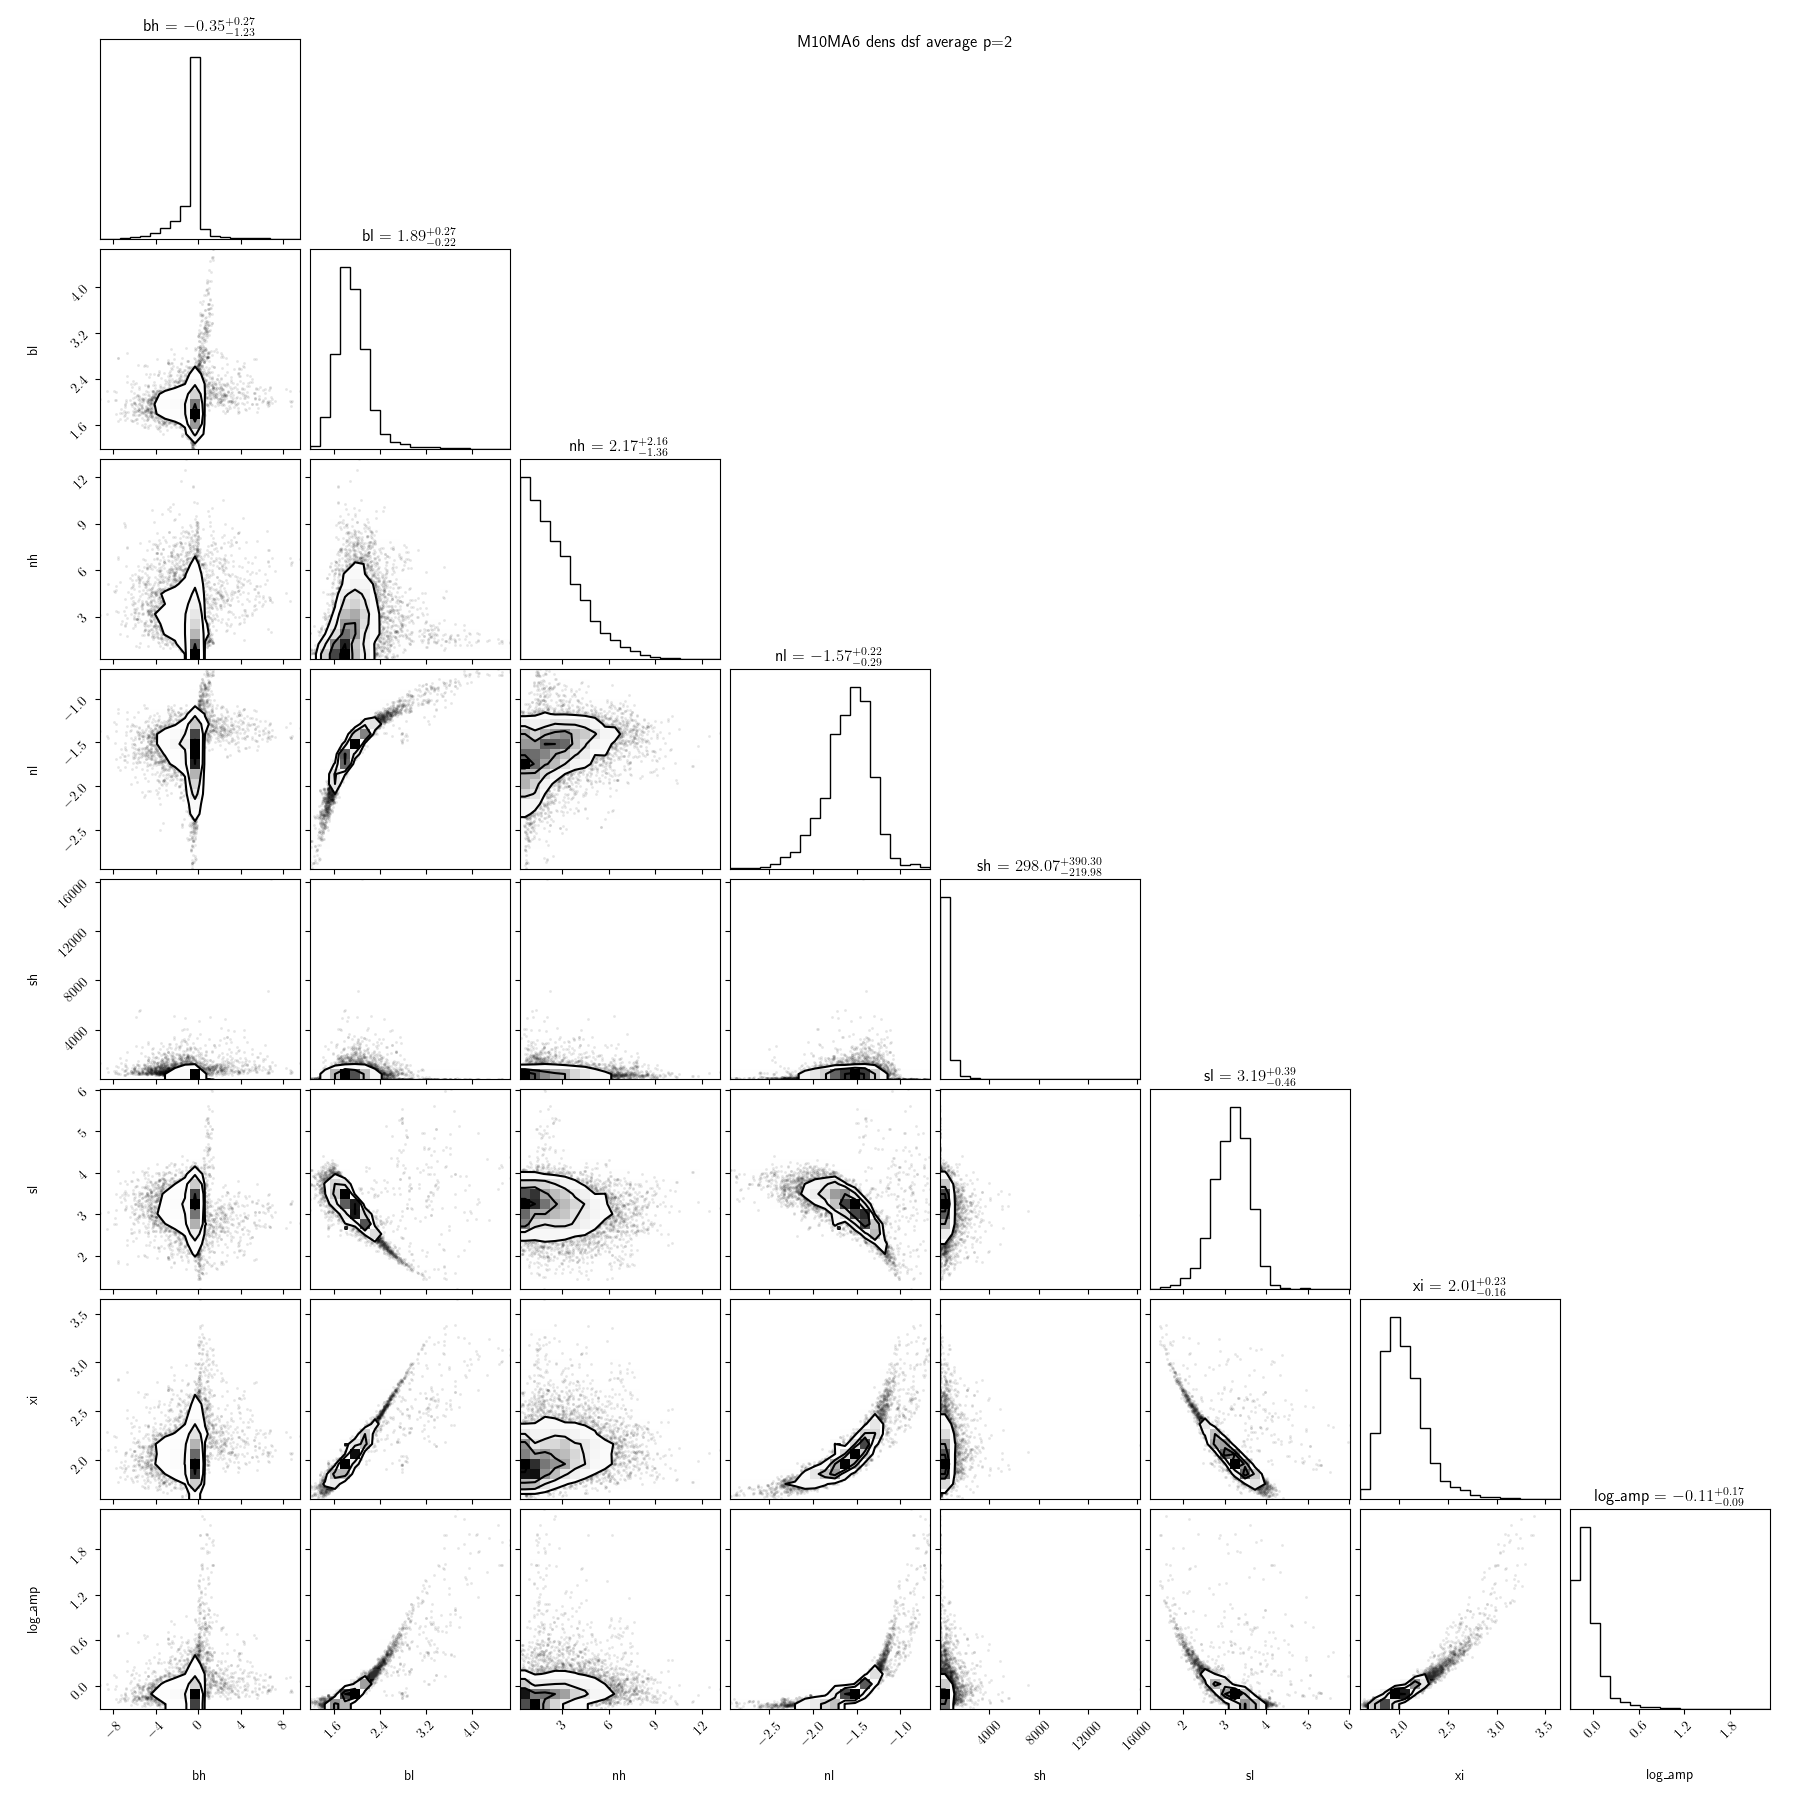 M10MA6 dens dsf average p=2
bh = −0.35 +0.27 −1.23
bl = 1.89 +0.27 −0.22
4.0
3.2
2.4
1.6
bl
nh = 2.17 +2.16 −1.36
12
9
6
3
nh
nl = −1.57 +0.22 −0.29
−1.0
−1.5
−2.0
−2.5
nl
sh = 298.07 +390.30 −219.98
16000
12000
8000
4000
sh
sl = 3.19 +0.39 −0.46
6
5
4
3
2
sl
xi = 2.01 +0.23 −0.16
3.5
3.0
2.5
2.0
xi
log_amp = −0.11 +0.17 −0.09
1.8
1.2
0.6
0.0
log_amp
−8 −4 0 4 8 1.6 2.4 3.2 4.0 3 6 9 12 −2.5 −2.0 −1.5 −1.0 4000 8000 12000 16000 2 3 4 5 6 2.0 2.5 3.0 3.5 0.0 0.6 1.2 1.8
bh bl nh nl sh sl xi log_amp